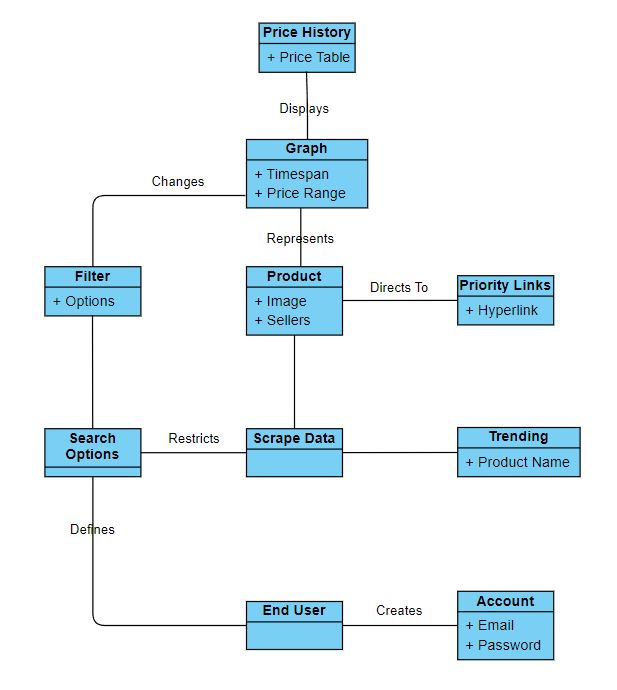 Price History
+ Price Table
Displays
Graph
+ Timespan
+ Price Range
Changes
Represents
Filter
+ Options
Product
+ Image
+ Sellers
Directs To
Priority Links
+ Hyperlink
Search
Options
Restricts
Scrape Data
Trending
+ Product Name
Defines
End User
Creates
Account
+ Email
+ Password